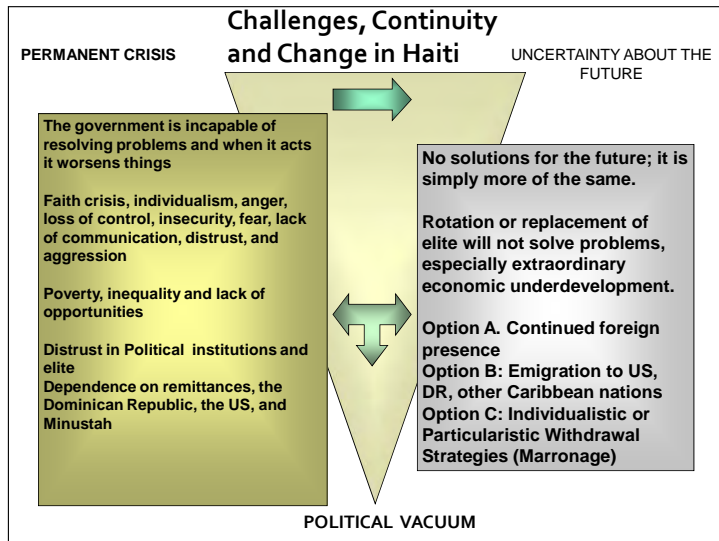 Challenges, Continuity
and Change in Haiti
PERMANENT CRISIS
UNCERTAINTY ABOUT THE
FUTURE
The government is incapable of
resolving problems and when it acts
it worsens things
Faith crisis, individualism, anger,
loss of control, insecurity, fear, lack
of communication, distrust, and
aggression
Poverty, inequality and lack of
opportunities
Distrust in Political institutions and
elite
Dependence on remittances, the
Dominican Republic, the US, and
Minustah
No solutions for the future; it is
simply more of the same.
Rotation or replacement of
elite will not solve problems,
especially extraordinary
economic underdevelopment.
Option A. Continued foreign
presence
Option B: Emigration to US,
DR, other Caribbean nations
Option C: Individualistic or
Particularistic Withdrawal
Strategies (Marronage)
POLITICAL VACUUM